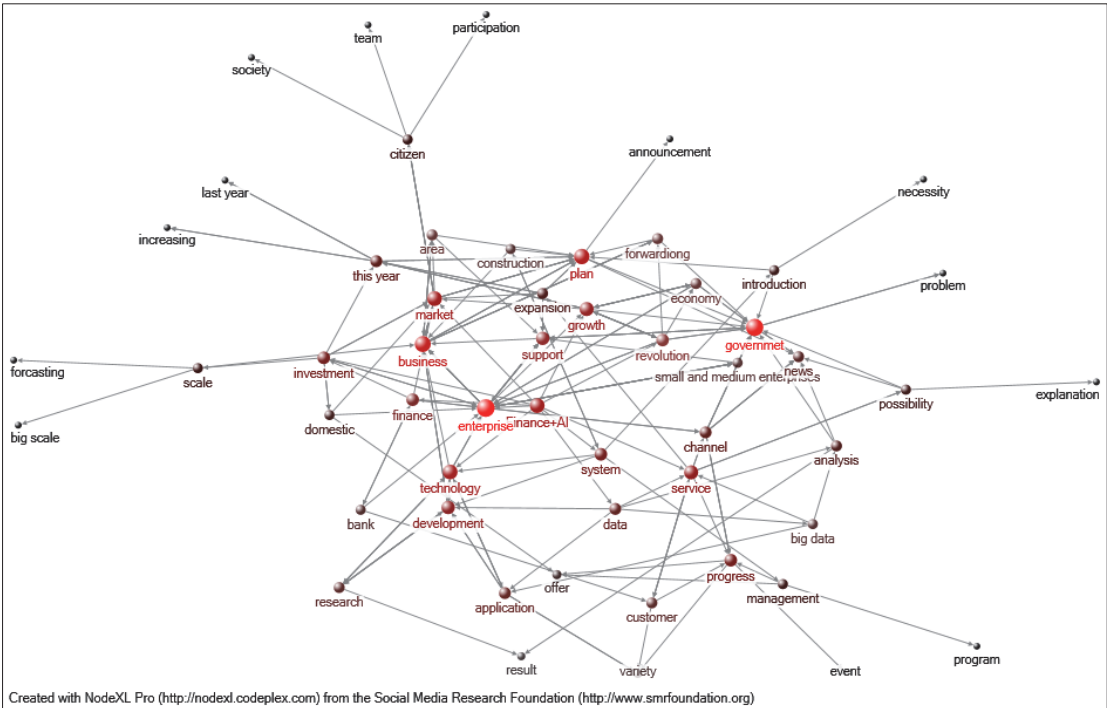 participation
team
society
citizen
announcement
last year
necessity
increasing
area
construction
forwardiong
this year
plan
introduction
problem
economy
expansion
market
growth
governmet
support
revolution
business
forcasting
scale
investment
small and medium enterprises
news
explanation
finance
possibility
big scale
domestic
enterprise
Finance+AI
channel
analysis
system
technology
service
bank
development
data
big data
offer
progress
management
research
application
customer
result
variety
event
program
Created with NodeXL Pro (http://nodexl.codeplex.com) from the Social Media Research Foundation (http://www.smrfoundation.org)